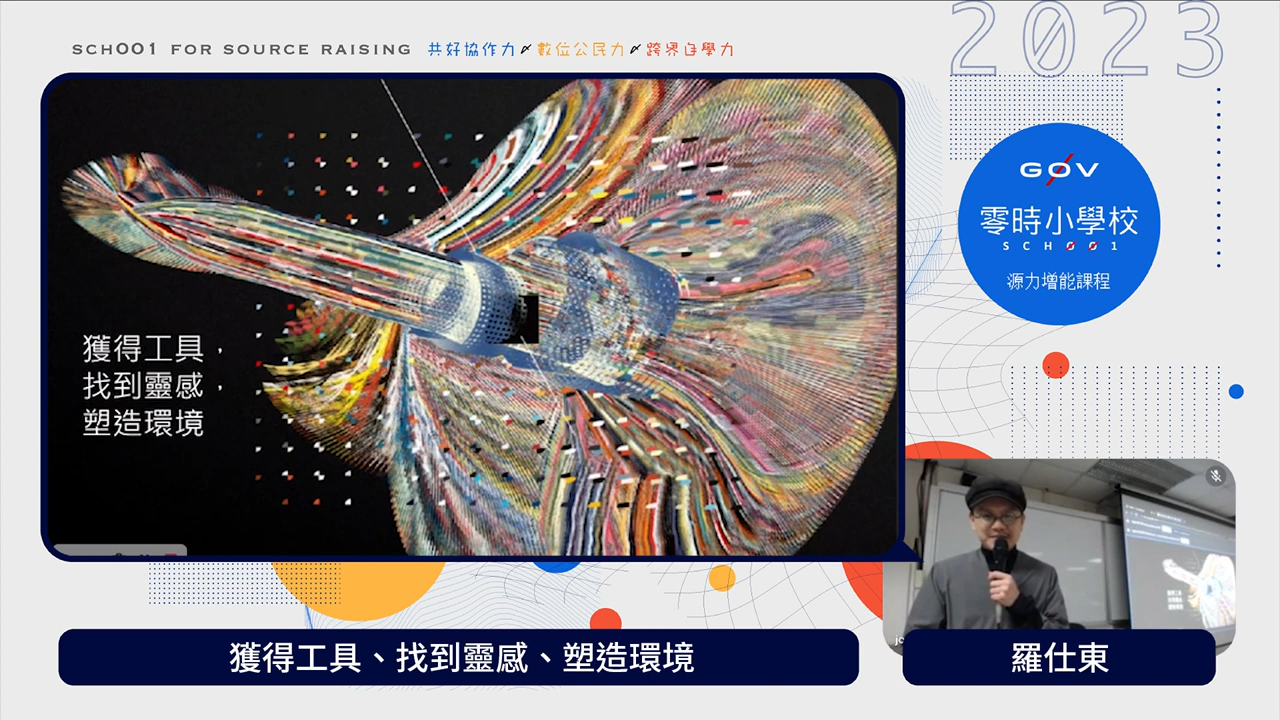 SCH001 FOR SOURCE RAISING 共好協作力 數位公民力 跨界自學力
2023
GØV
零時小學校
SCH001
源力增能課程
獲得工具，
找到靈感，
塑造環境
獲得工具、找到靈感、塑造環境
羅仕東